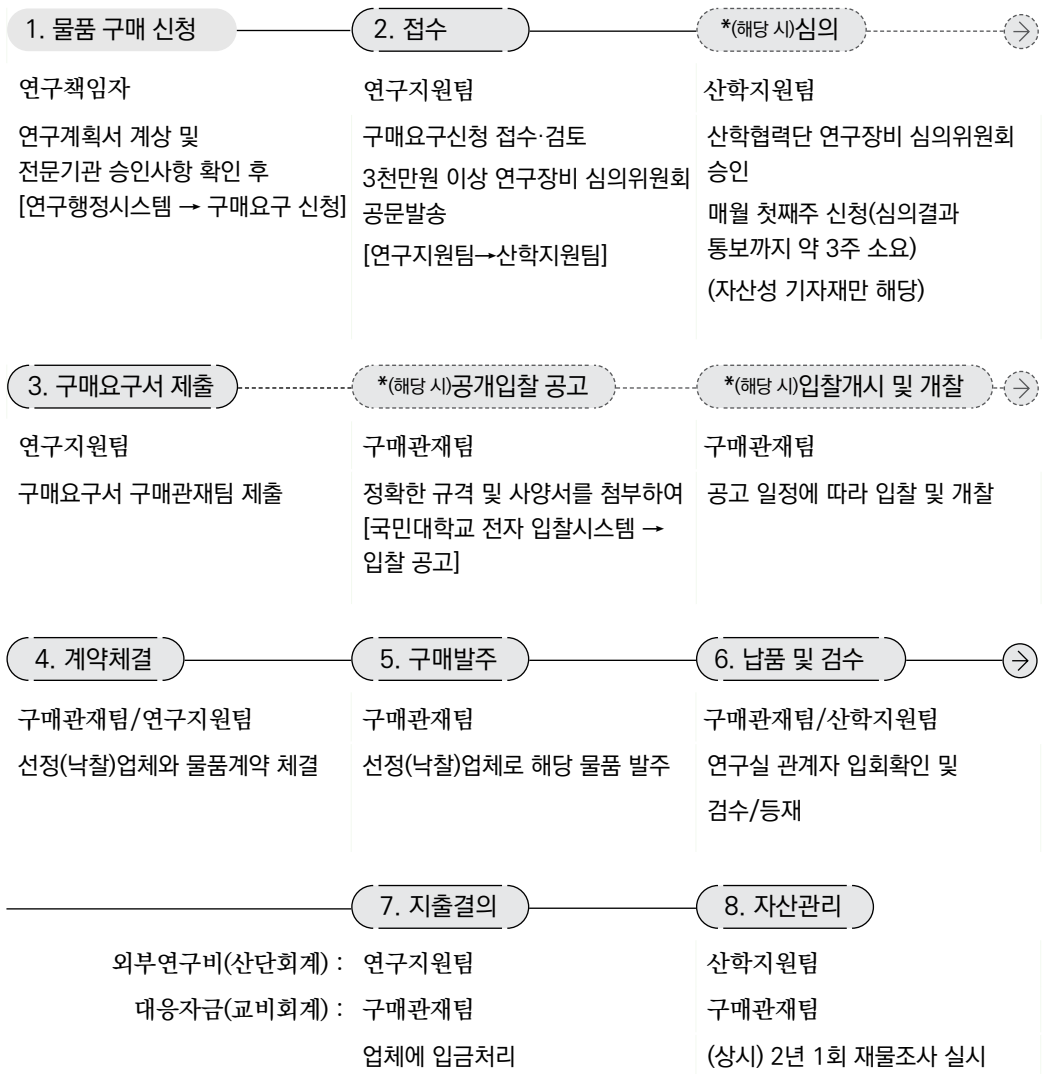 1. 물품 구매 신청
2. 접수
*(해당 시)심의
연구책임자
연구계획서 계상 및
전문기관 승인사항 확인 후
[연구행정시스템 → 구매요구 신청]
연구지원팀
구매요구신청 접수·검토
3천만원 이상 연구장비 심의위원회
공문발송
[연구지원팀→산학지원팀]
산학지원팀
산학협력단 연구장비 심의위원회
승인
매월 첫째주 신청(심의결과
통보까지 약 3주 소요)
(자산성 기자재만 해당)
3. 구매요구서 제출
*(해당 시)공개입찰 공고
*(해당 시)입찰개시 및 개찰
연구지원팀
구매요구서 구매관재팀 제출
구매관재팀
정확한 규격 및 사양서를 첨부하여
[국민대학교 전자 입찰시스템 →
입찰 공고]
구매관재팀
공고 일정에 따라 입찰 및 개찰
4. 계약체결
5. 구매발주
6. 납품 및 검수
구매관재팀/연구지원팀
선정(낙찰)업체와 물품계약 체결
구매관재팀
선정(낙찰)업체로 해당 물품 발주
구매관재팀/산학지원팀
연구실 관계자 입회확인 및
검수/등재
7. 지출결의
8. 자산관리
외부연구비(산단회계) : 연구지원팀
산학지원팀
대응자금(교비회계) : 구매관재팀
구매관재팀
업체에 입금처리
(상시) 2년 1회 재물조사 실시